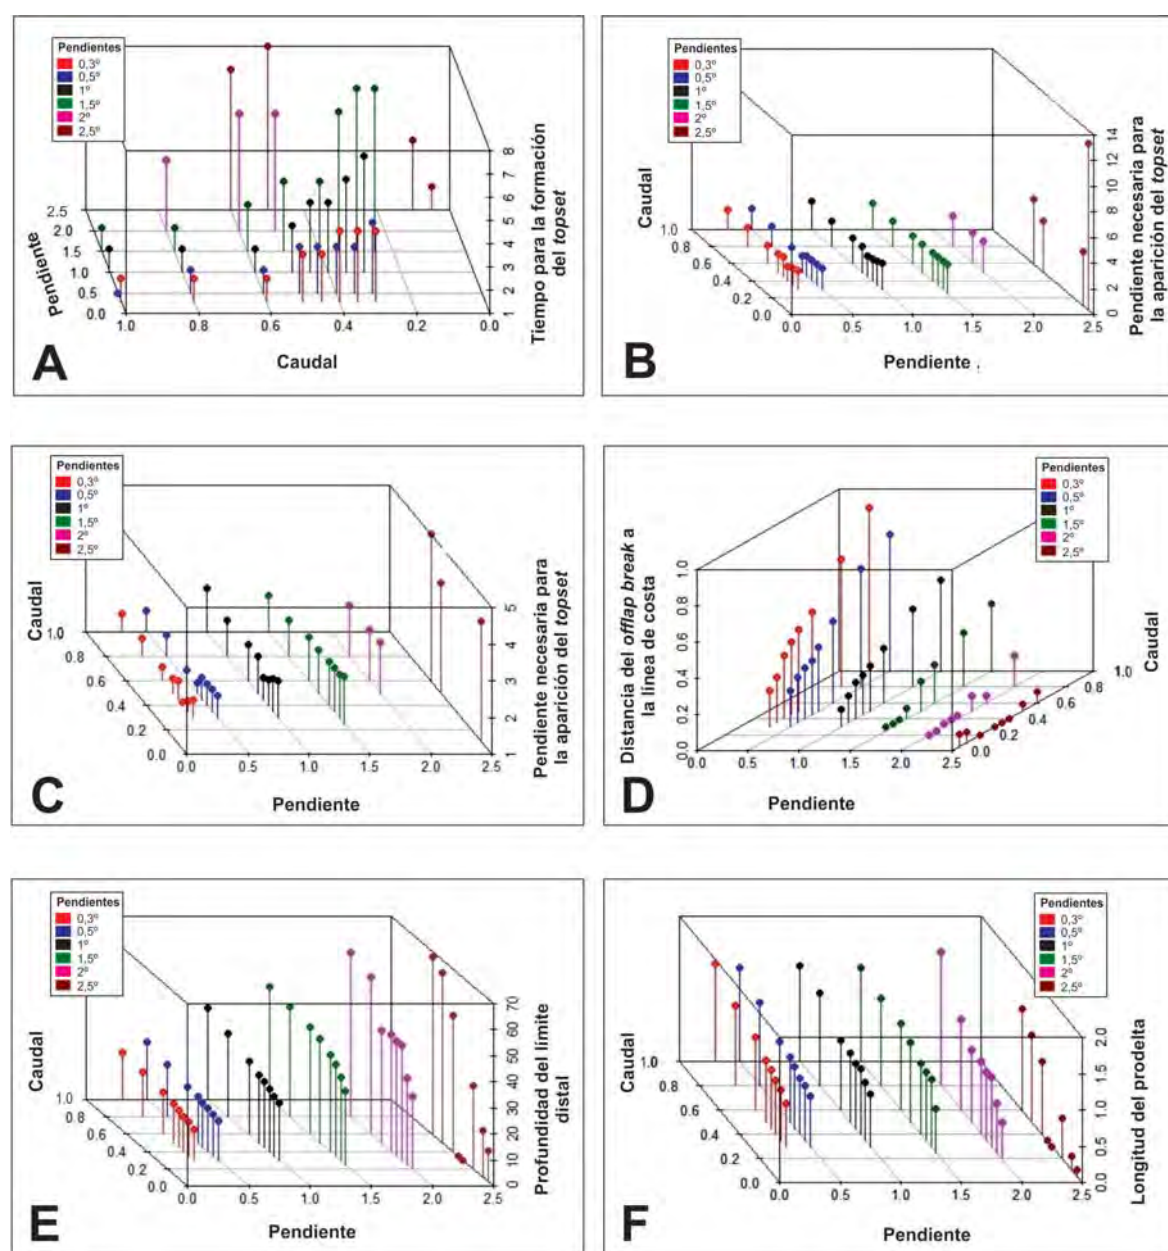 Pendientes
0,3º
0,5º
1º
1,5º
2º
2,5º
Pendiente
2.5
2.0
1.5
1.0
0.5
0.0
1.0
0.8
0.6
0.4
0.2
0.0
Caudal
8
7
6
5
4
3
2
1
Tiempo para la formación
del topset
A
Pendientes
0,3º
0,5º
1º
1,5º
2º
2,5º
Caudal
1.0
0.8
0.6
0.4
0.2
0.0
0.0
0.5
1.0
1.5
2.0
2.5
Pendiente
14
12
10
8
6
4
2
0
Pendiente necesaria para
la aparición del topset
B
Pendientes
0,3º
0,5º
1º
1,5º
2º
2,5º
Caudal
1.0
0.8
0.6
0.4
0.2
0.0
0.0
0.5
1.0
1.5
2.0
2.5
Pendiente
5
4
3
2
1
Pendiente necesaria para
la aparición del topset
C
Pendientes
0,3º
0,5º
1º
1,5º
2º
2,5º
Distancia del offlap break a
la línea de costa
1.0
0.8
0.6
0.4
0.2
0.0
0.0
0.5
1.0
1.5
2.0
2.5
Pendiente
0.0
0.2
0.4
0.6
0.8
1.0
Caudal
D
Pendientes
0,3º
0,5º
1º
1,5º
2º
2,5º
Caudal
1.0
0.8
0.6
0.4
0.2
0.0
0.0
0.5
1.0
1.5
2.0
2.5
Pendiente
70
60
50
40
30
20
10
0
Profundidad del límite
distal
E
Pendientes
0,3º
0,5º
1º
1,5º
2º
2,5º
Caudal
1.0
0.8
0.6
0.4
0.2
0.0
0.0
0.5
1.0
1.5
2.0
2.5
Pendiente
2.0
1.5
1.0
0.5
0.0
Longitud del prodelta
F